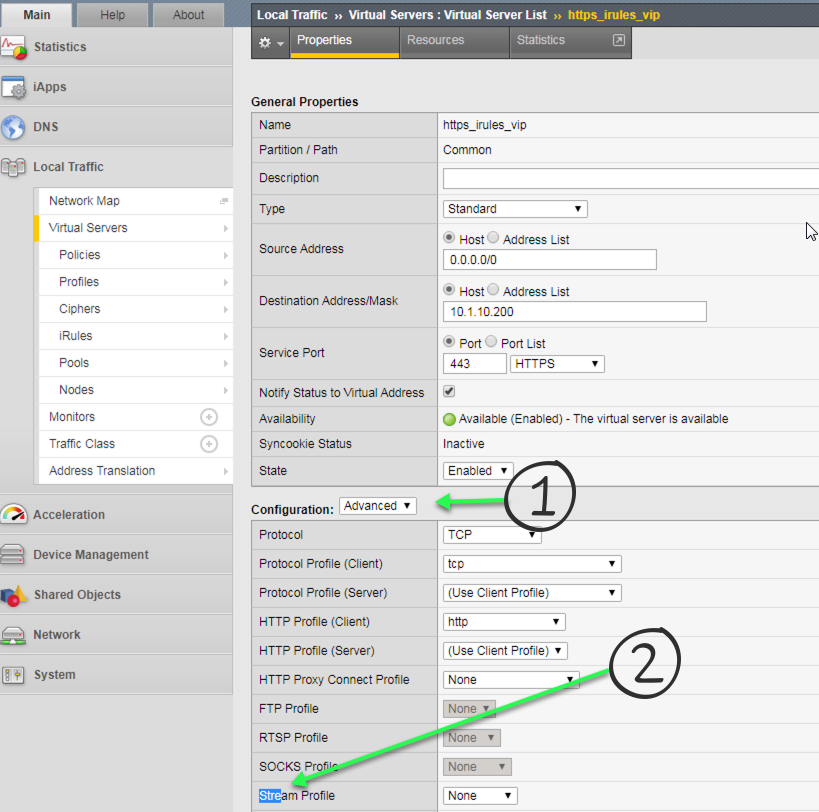 Main Help About
Local Traffic ›› Virtual Servers : Virtual Server List ›› https_irules_vip
Properties Resources Statistics
Statistics
iApps
DNS
Local Traffic
Network Map
Virtual Servers
Policies
Profiles
Ciphers
iRules
Pools
Nodes
Monitors
Traffic Class
Address Translation
Acceleration
Device Management
Shared Objects
Network
System
General Properties
Name https_irules_vip
Partition / Path Common
Description
Type Standard
Source Address Host Address List
0.0.0.0/0
Destination Address/Mask Host Address List
10.1.10.200
Service Port Port Port List
443 HTTPS
Notify Status to Virtual Address
Availability Available (Enabled) - The virtual server is available
Syncookie Status Inactive
State Enabled
Configuration: Advanced 1
Protocol TCP
Protocol Profile (Client) tcp
Protocol Profile (Server) (Use Client Profile)
HTTP Profile (Client) http
HTTP Profile (Server) (Use Client Profile) 2
HTTP Proxy Connect Profile None
FTP Profile None
RTSP Profile None
SOCKS Profile None
Stream Profile None